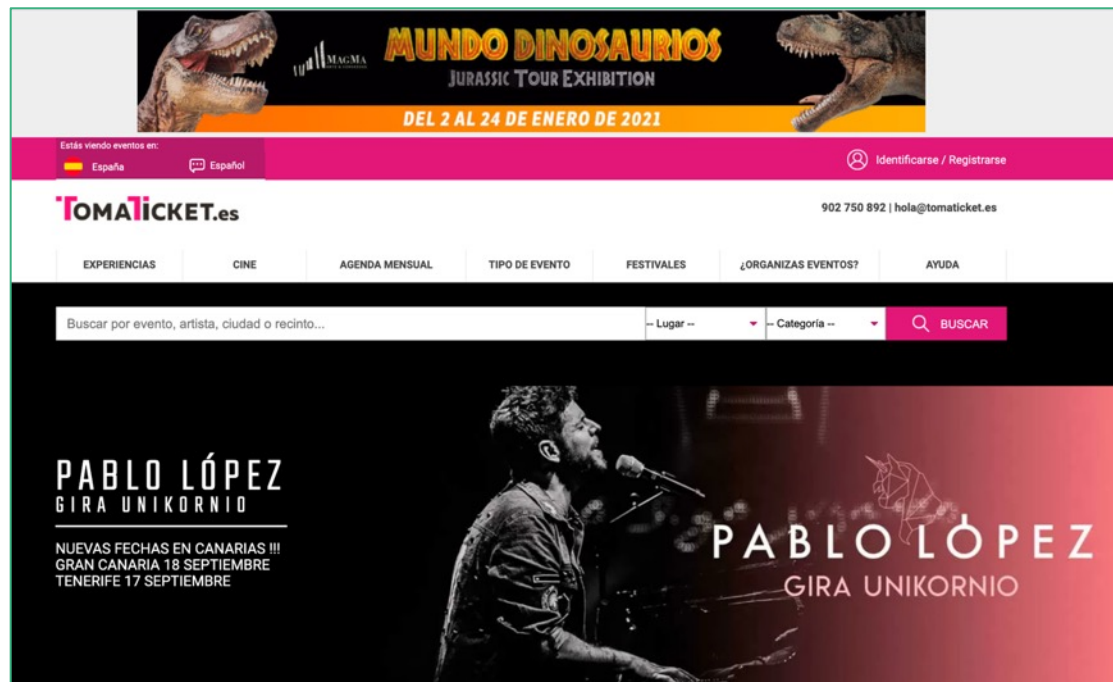 MAGMA
ARTE & CONGRESOS
MUNDO DINOSAURIOS
JURASSIC TOUR EXHIBITION
DEL 2 AL 24 DE ENERO DE 2021
Estás viendo eventos en:
España
Español
Identificarse / Registrarse
TOMATICKET.es
902 750 892 | hola@tomaticket.es
EXPERIENCIAS
CINE
AGENDA MENSUAL
TIPO DE EVENTO
FESTIVALES
¿ORGANIZAS EVENTOS?
AYUDA
Buscar por evento, artista, ciudad o recinto...
-- Lugar --
-- Categoría --
BUSCAR
PABLO LÓPEZ
GIRA UNIKORNIO
NUEVAS FECHAS EN CANARIAS !!!
GRAN CANARIA 18 SEPTIEMBRE
TENERIFE 17 SEPTIEMBRE
PABLO LÓPEZ
GIRA UNIKORNIO